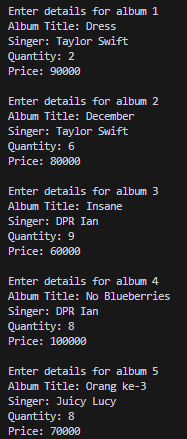 Enter details for album 1
Album Title: Dress
Singer: Taylor Swift
Quantity: 2
Price: 90000
Enter details for album 2
Album Title: December
Singer: Taylor Swift
Quantity: 6
Price: 80000
Enter details for album 3
Album Title: Insane
Singer: DPR Ian
Quantity: 9
Price: 60000
Enter details for album 4
Album Title: No Blueberries
Singer: DPR Ian
Quantity: 8
Price: 100000
Enter details for album 5
Album Title: Orang ke-3
Singer: Juicy Lucy
Quantity: 8
Price: 70000